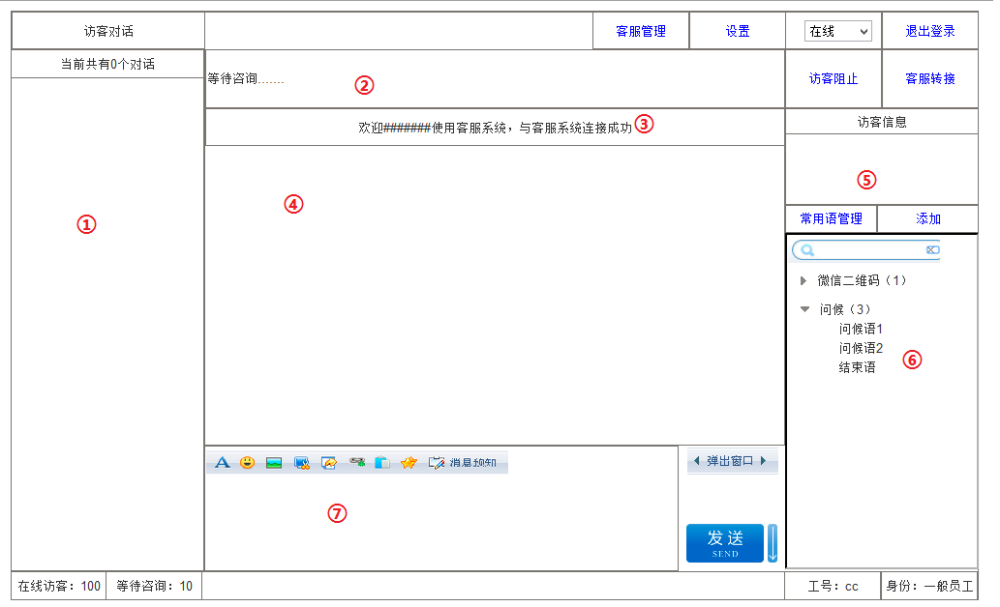 访客对话
客服管理
设置
在线
退出登录
当前共有0个对话
等待咨询.......
②
访客阻止
客服转接
欢迎#######使用客服系统，与客服系统连接成功
③
访客信息
①
④
⑤
常用语管理
添加
微信二维码（1）
问候（3）
问候语1
问候语2
结束语
⑥
A
消息预知
弹出窗口
⑦
发送
SEND
在线访客：100
等待咨询：10
工号：cc
身份：一般员工